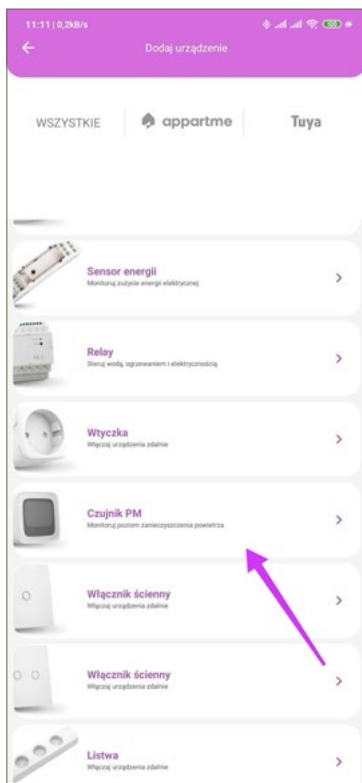 11:11 | 0,2kB/s
Dodaj urządzenie
WSZYSTKIE
appartme
Tuya
Sensor energii
Monitoruj zużycie energii elektrycznej
Relay
Steruj wodą, ogrzewaniem i elektrycznością
Wtyczka
Włączaj urządzenia zdalnie
Czujnik PM
Monitoruj poziom zanieczyszczenia powietrza
Włącznik ścienny
Włączaj urządzenia zdalnie
Włącznik ścienny
Włączaj urządzenia zdalnie
Listwa
Włączaj urządzenia zdalnie